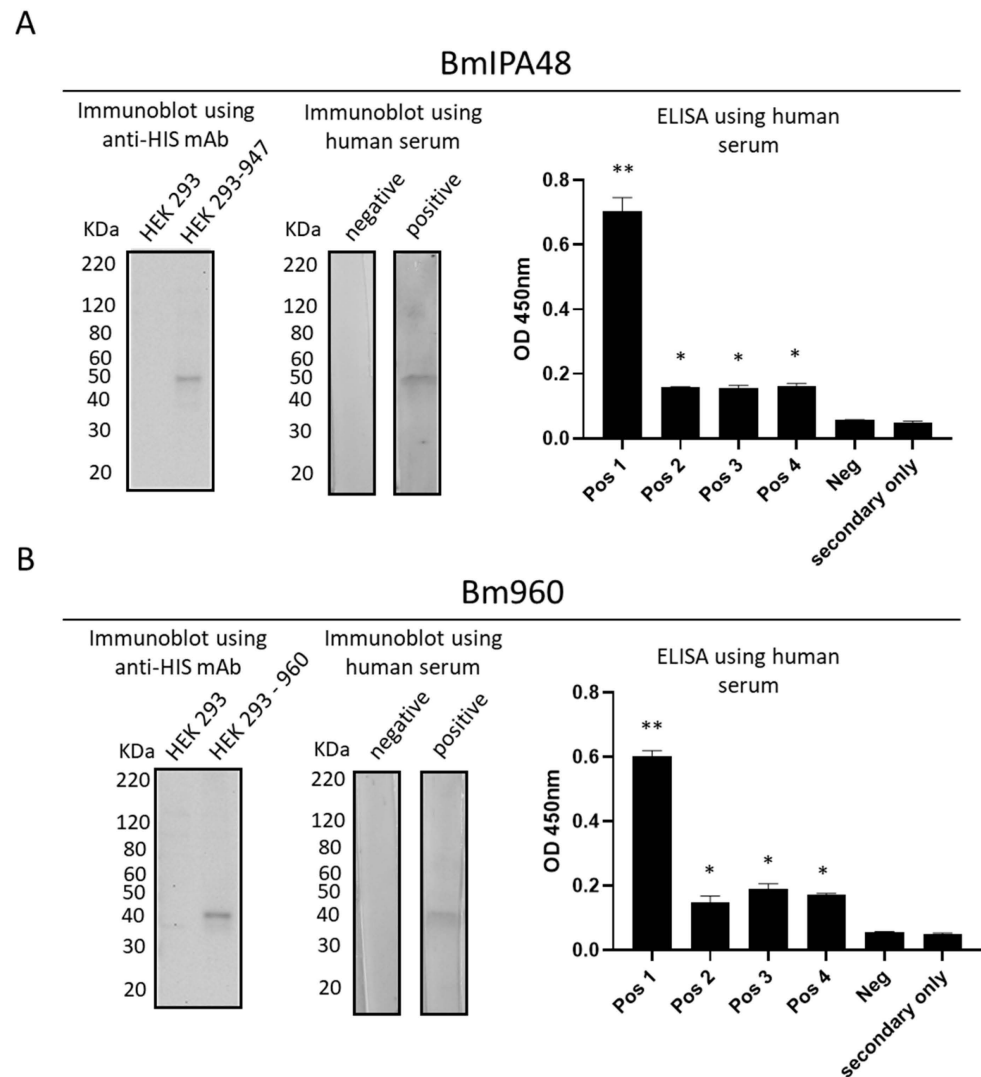 A
BmIPA48
Immunoblot using
anti-HIS mAb
HEK 293
HEK 293-947
KDa
220
120
80
60
50
40
30
20
Immunoblot using
human serum
negative
positive
KDa
220
120
80
60
50
40
30
20
ELISA using human
serum
OD 450nm
0.8
0.6
0.4
0.2
0.0
**
*
*
*
Pos 1
Pos 2
Pos 3
Pos 4
Neg
secondary only
B
Bm960
Immunoblot using
anti-HIS mAb
HEK 293
HEK 293 - 960
KDa
220
120
80
60
50
40
30
20
Immunoblot using
human serum
negative
positive
KDa
220
120
80
60
50
40
30
20
ELISA using human
serum
OD 450nm
0.8
0.6
0.4
0.2
0.0
**
*
*
*
Pos 1
Pos 2
Pos 3
Pos 4
Neg
secondary only